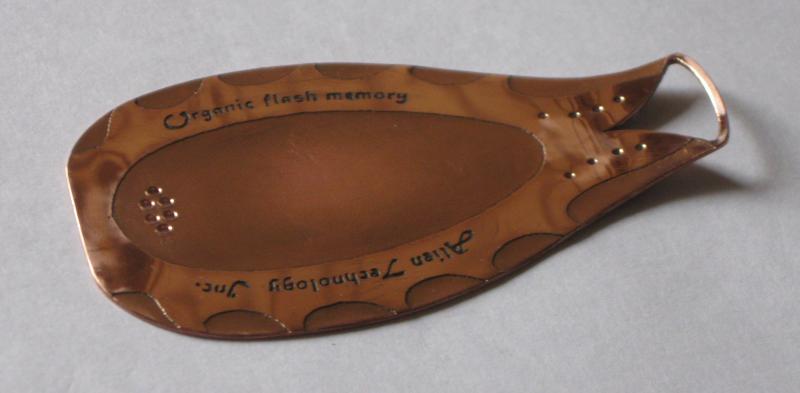 Organic flash memory
Alien Technology Inc.